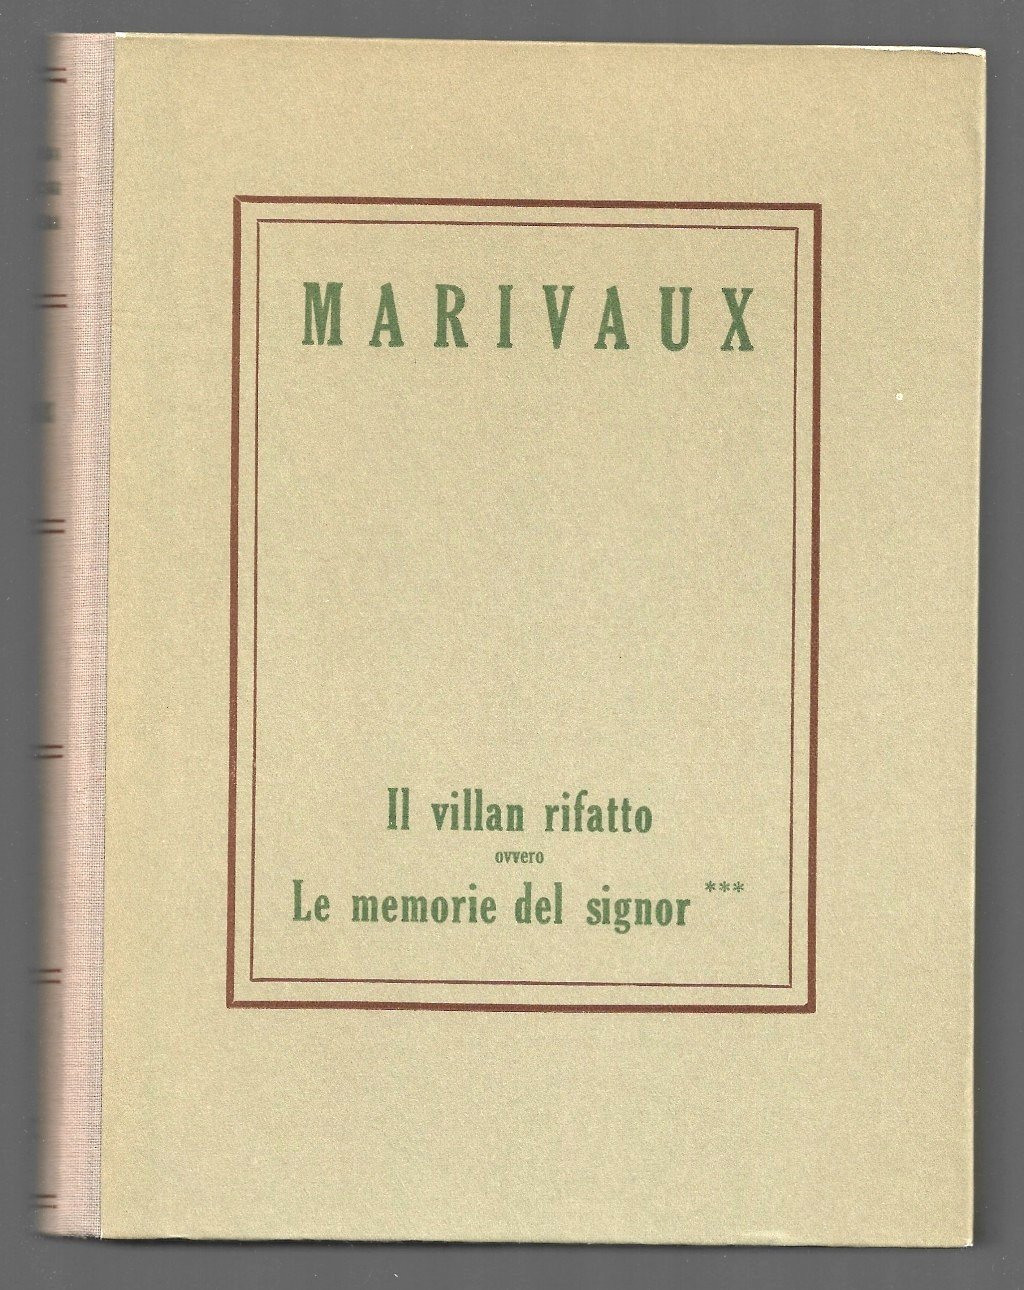 MARIVAUX
Il villan rifatto
ovvero
Le memorie del signor ***